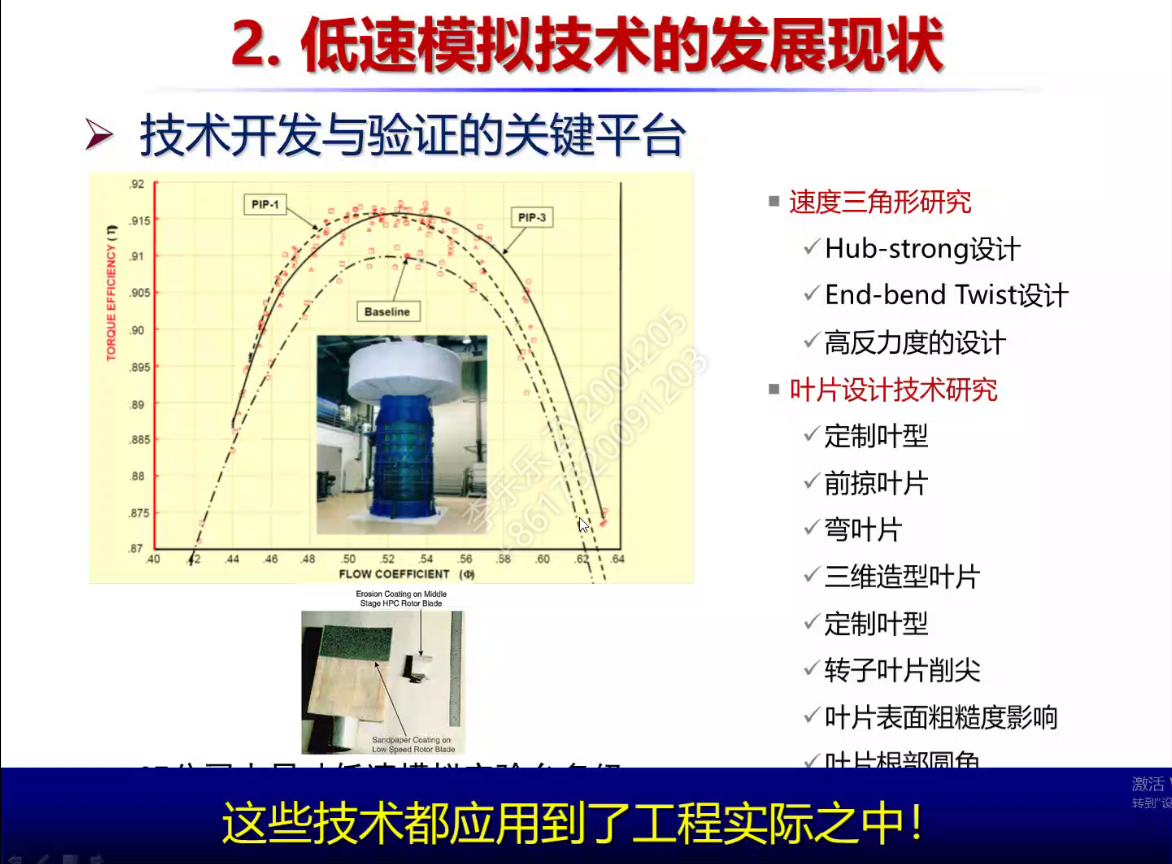 2. 低速模拟技术的发展现状
技术开发与验证的关键平台
.92
.915
.91
.905
.90
.895
.89
.885
.88
.875
.87
TORQUE EFFICIENCY (η)
PIP-1
PIP-3
Baseline
.40
.44
.46
.48
.50
.52
.54
.56
.58
.60
.62
.64
FLOW COEFFICIENT (Φ)
Erosion Coating on Middle
Stage HPC Rotor Blade
Sandpaper Coating on
Low Speed Rotor Blade
速度三角形研究
Hub-strong设计
End-bend Twist设计
高反力度的设计
叶片设计技术研究
定制叶型
前掠叶片
弯叶片
三维造型叶片
定制叶型
转子叶片削尖
叶片表面粗糙度影响
叶片根部圆角
这些技术都应用到了工程实际之中！
激活
转到"设